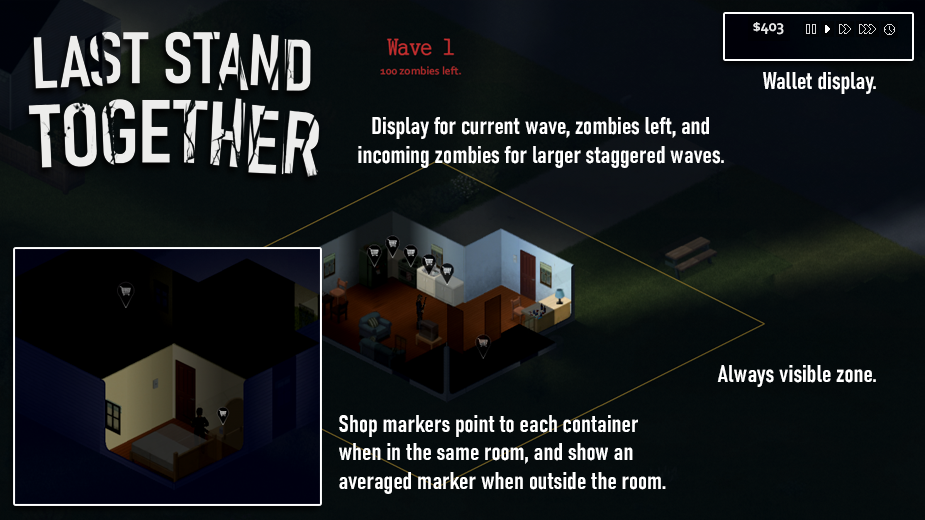 LAST STAND
TOGETHER
Wave 1
100 zombies left.
$403
Wallet display.
Display for current wave, zombies left, and
incoming zombies for larger staggered waves.
Always visible zone.
Shop markers point to each container
when in the same room, and show an
averaged marker when outside the room.